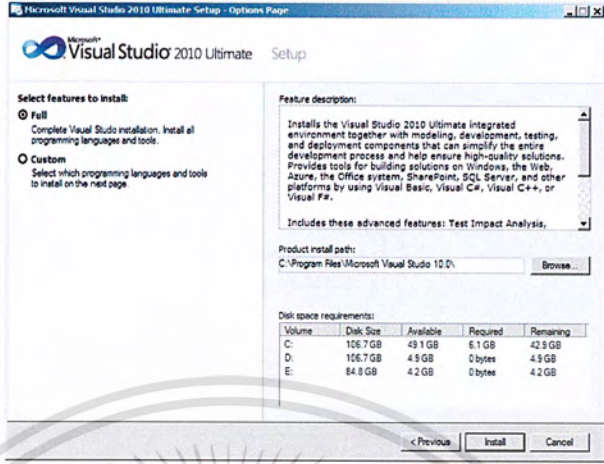 Microsoft Visual Studio 2010 Ultimate Setup - Options Page
Microsoft®
Visual Studio® 2010 Ultimate Setup
Select features to install:
Full
Complete Visual Studio installation. Install all
programming languages and tools.
Custom
Select which programming languages and tools
to install on the next page.
Feature description:
Installs the Visual Studio 2010 Ultimate integrated
environment together with modeling, development, testing,
and deployment components that can simplify the entire
development process and help ensure high-quality solutions.
Provides tools for building solutions on Windows, the Web,
Azure, the Office system, SharePoint, SQL Server, and other
platforms by using Visual Basic, Visual C#, Visual C++, or
Visual F#.
Includes these advanced features: Test Impact Analysis,
Product install path:
C:\Program Files\Microsoft Visual Studio 10.0\
Browse...
Disk space requirements:
Volume Disk Size Available Required Remaining
C: 106.7 GB 49.1 GB 6.1 GB 42.9 GB
D: 106.7 GB 4.9 GB 0 bytes 4.9 GB
E: 84.8 GB 4.2 GB 0 bytes 4.2 GB
< Previous Install Cancel